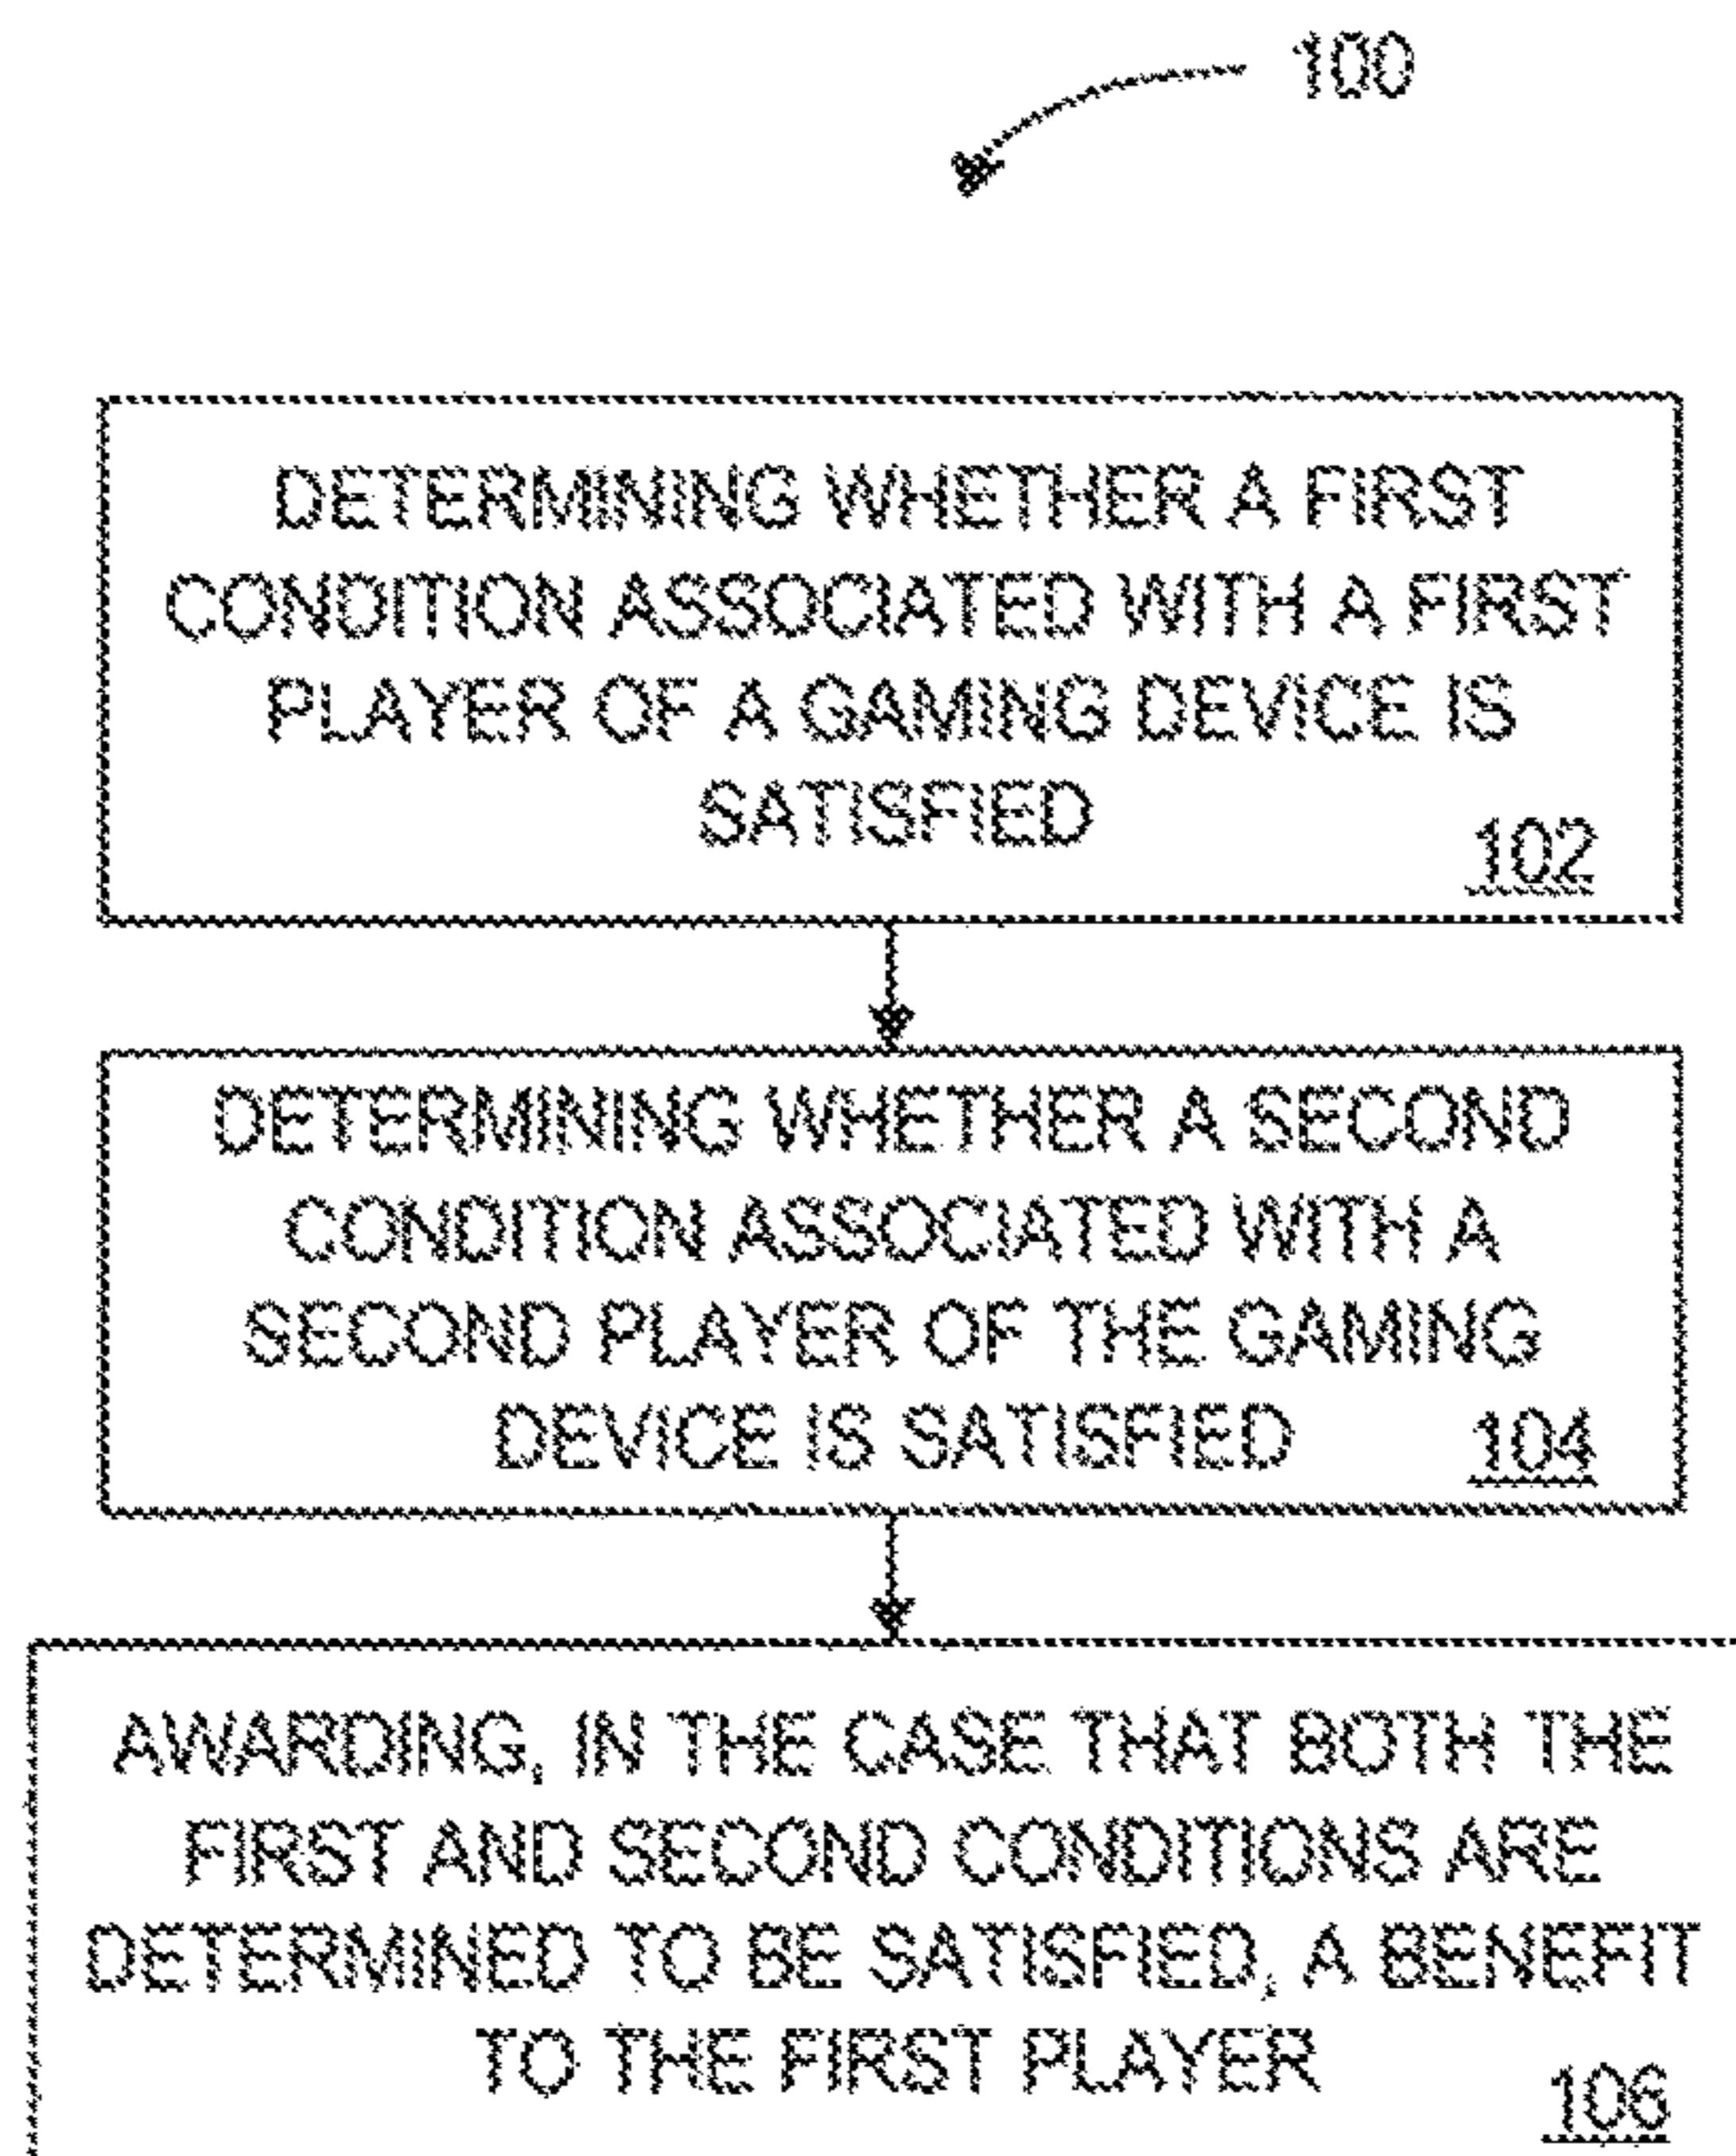 100
DETERMINING WHETHER A FIRST
CONDITION ASSOCIATED WITH A FIRST
PLAYER OF A GAMING DEVICE IS
SATISFIED
102
DETERMINING WHETHER A SECOND
CONDITION ASSOCIATED WITH A
SECOND PLAYER OF THE GAMING
DEVICE IS SATISFIED 104
AWARDING, IN THE CASE THAT BOTH THE
FIRST AND SECOND CONDITIONS ARE
DETERMINED TO BE SATISFIED, A BENEFIT
TO THE FIRST PLAYER
106